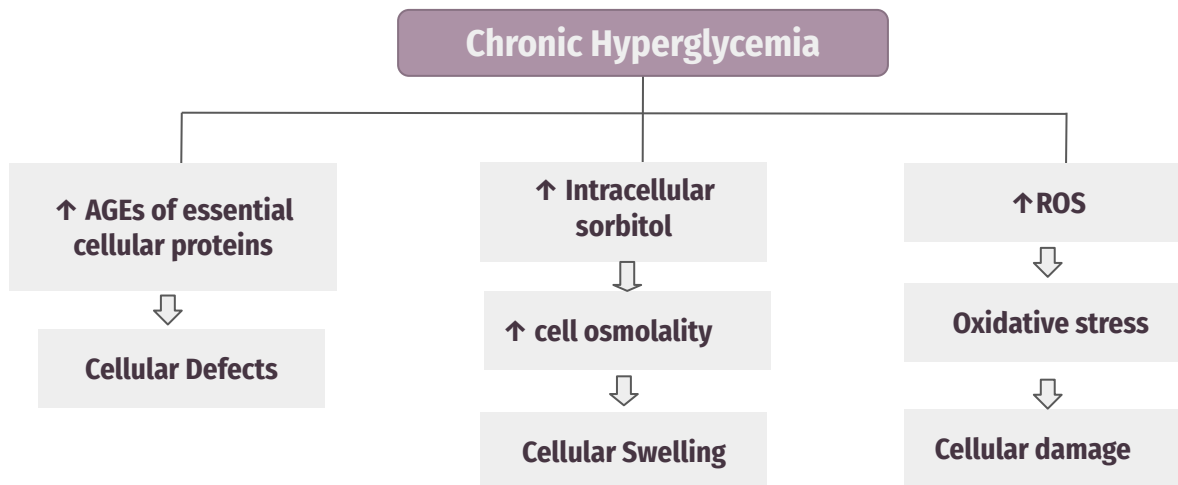 Chronic Hyperglycemia
↑ AGEs of essential
cellular proteins
Cellular Defects
↑ Intracellular
sorbitol
↑ cell osmolality
Cellular Swelling
↑ROS
Oxidative stress
Cellular damage